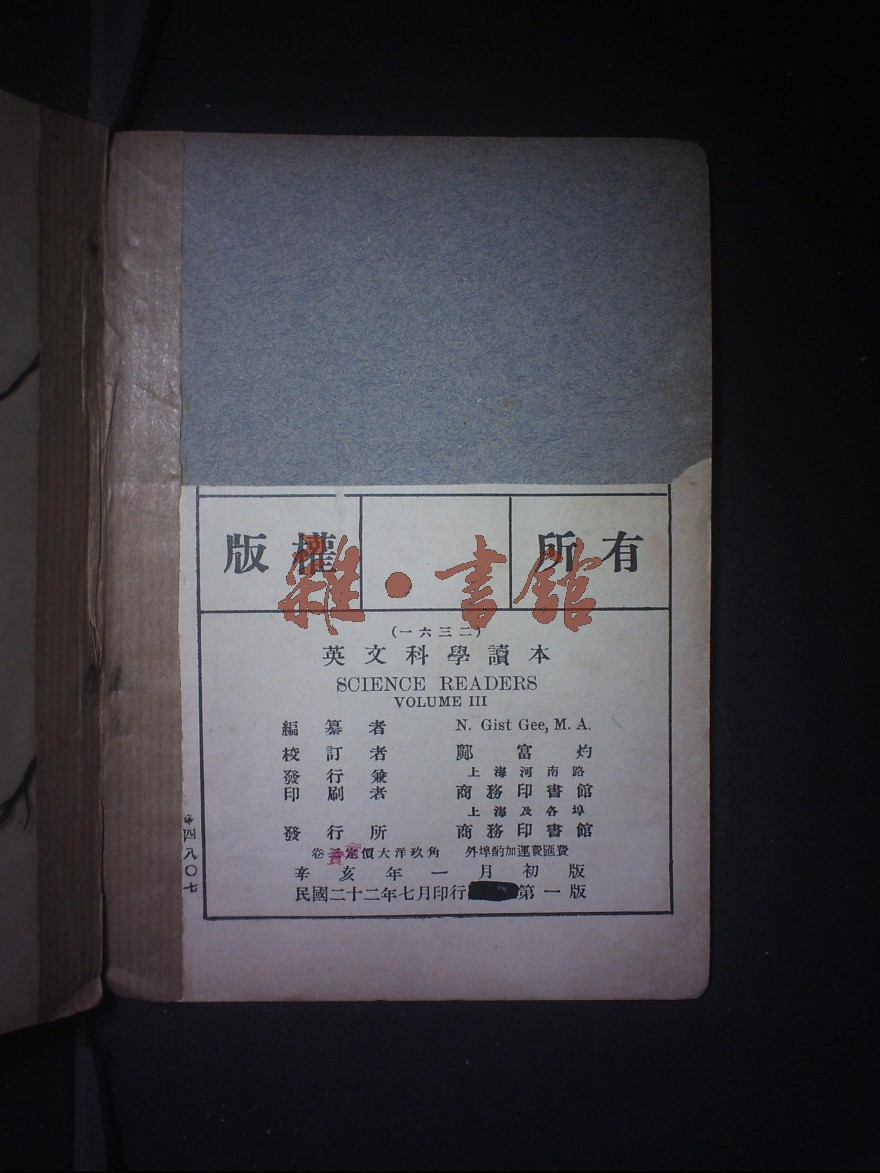 版權所有
雜·書館
(一六三二)
英文科學讀本
SCIENCE READERS
VOLUME III
編纂者 N. Gist Gee, M. A.
校訂者 鄺富灼
發行兼印刷者 上海河南路 商務印書館
發行所 上海及各埠 商務印書館
卷三定價大洋玖角 外埠酌加運費匯費
辛亥年一月初版
民國二十二年七月印行 第一版
四八〇七